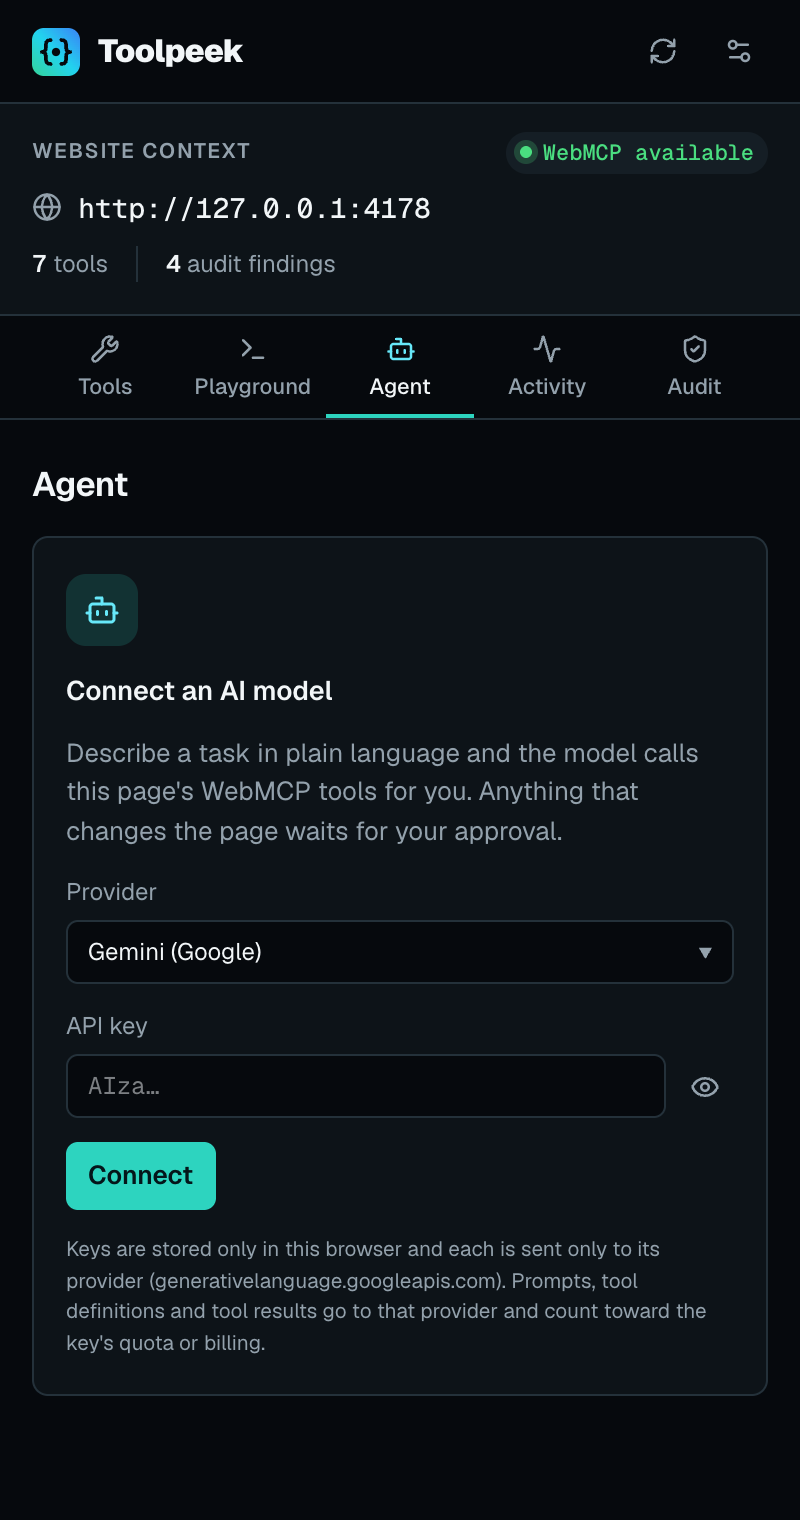 Toolpeek
WEBSITE CONTEXT
WebMCP available
http://127.0.0.1:4178
7 tools
4 audit findings
Tools
Playground
Agent
Activity
Audit
Agent
Connect an AI model
Describe a task in plain language and the model calls
this page's WebMCP tools for you. Anything that
changes the page waits for your approval.
Provider
Gemini (Google)
API key
AIza…
Connect
Keys are stored only in this browser and each is sent only to its
provider (generativelanguage.googleapis.com). Prompts, tool
definitions and tool results go to that provider and count toward the
key's quota or billing.